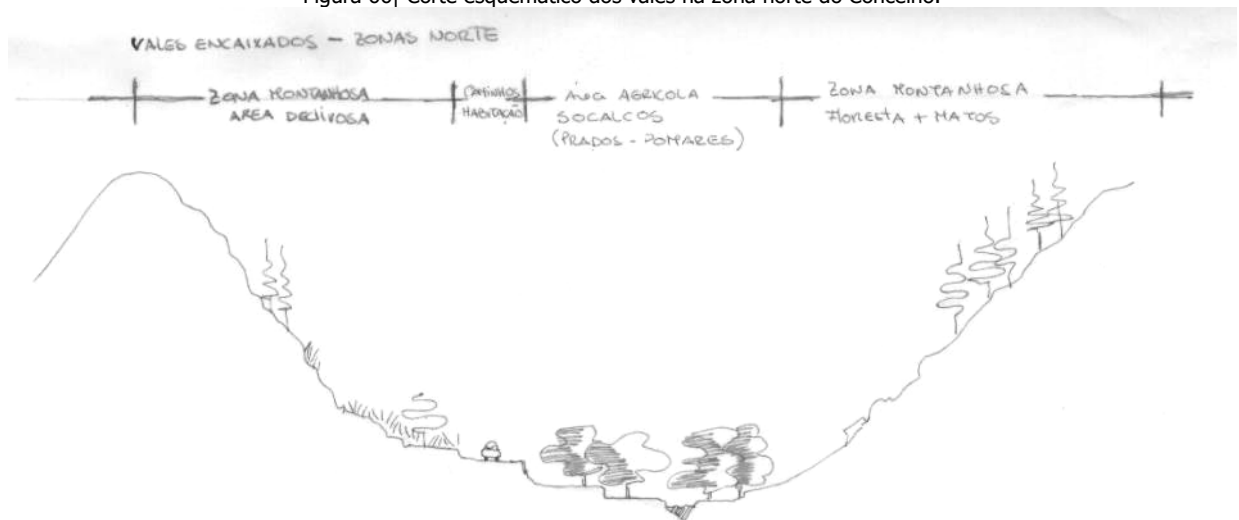 Figura 60| Corte esquemático dos vales na zona norte do Concelho.
VALES ENCAIXADOS – ZONAS NORTE
ZONA MONTANHOSA
AREA DECLIVOSA
CAMINHOS
HABITAÇÃO
Área AGRICOLA
SOCALCOS
(PRADOS - POMARES)
ZONA MONTANHOSA
FLORESTA + MATOS